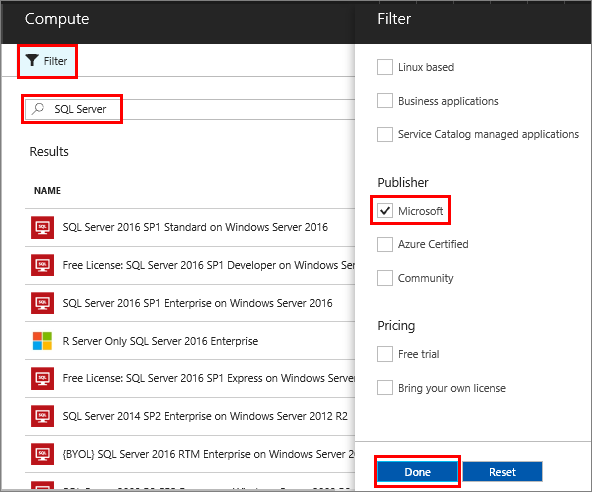 Compute
Filter
SQL Server
Results
NAME
SQL Server 2016 SP1 Standard on Windows Server 2016
Free License: SQL Server 2016 SP1 Developer on Windows Server
SQL Server 2016 SP1 Enterprise on Windows Server 2016
R Server Only SQL Server 2016 Enterprise
Free License: SQL Server 2016 SP1 Express on Windows Server
SQL Server 2014 SP2 Enterprise on Windows Server 2012 R2
{BYOL} SQL Server 2016 RTM Enterprise on Windows Server
Filter
Linux based
Business applications
Service Catalog managed applications
Publisher
Microsoft
Azure Certified
Community
Pricing
Free trial
Bring your own license
Done
Reset